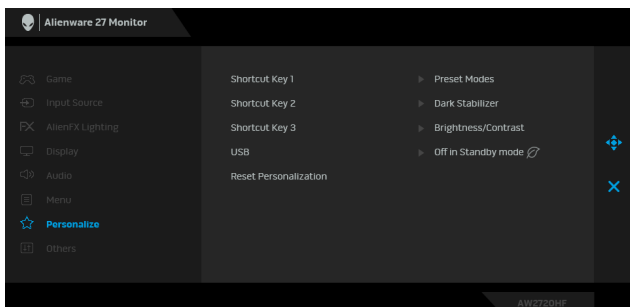 Alienware 27 Monitor
Game
Input Source
FX AlienFX Lighting
Display
Audio
Menu
Personalize
Others
Shortcut Key 1 Preset Modes
Shortcut Key 2 Dark Stabilizer
Shortcut Key 3 Brightness/Contrast
USB Off in Standby mode
Reset Personalization
AW2720HF